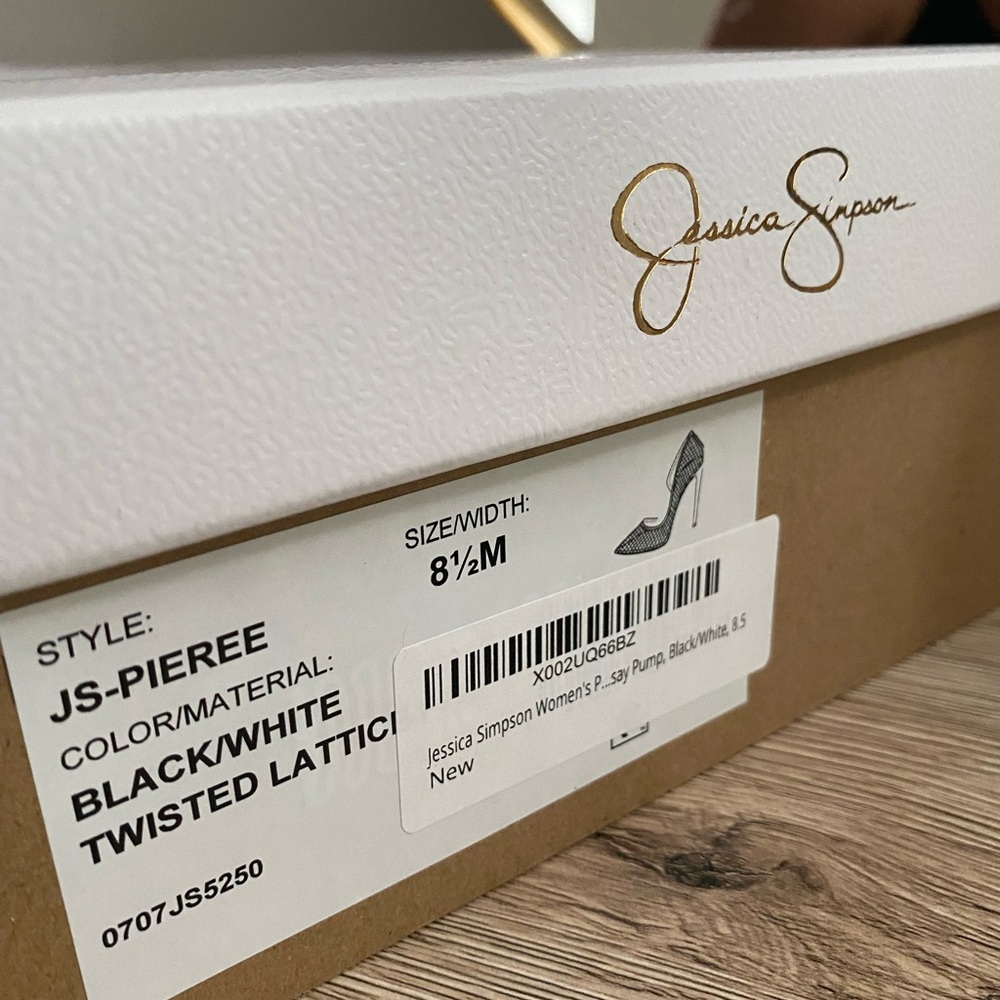 Jessica Simpson
SIZE/WIDTH:
8½M
STYLE:
JS-PIEREE
COLOR/MATERIAL:
BLACK/WHITE
TWISTED LATTICE
0707JS5250
X002UQ66BZ
Jessica Simpson Women's P...say Pump, Black/White, 8.5
New